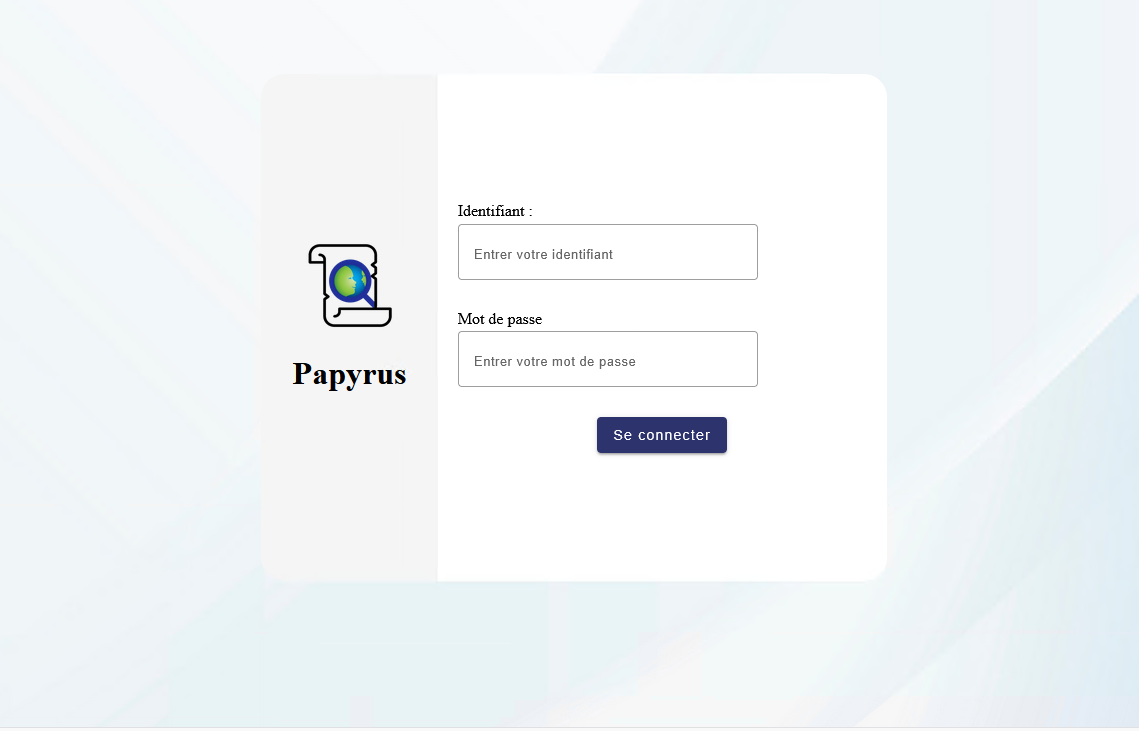 Papyrus
Identifiant :
Entrer votre identifiant
Mot de passe
Entrer votre mot de passe
Se connecter